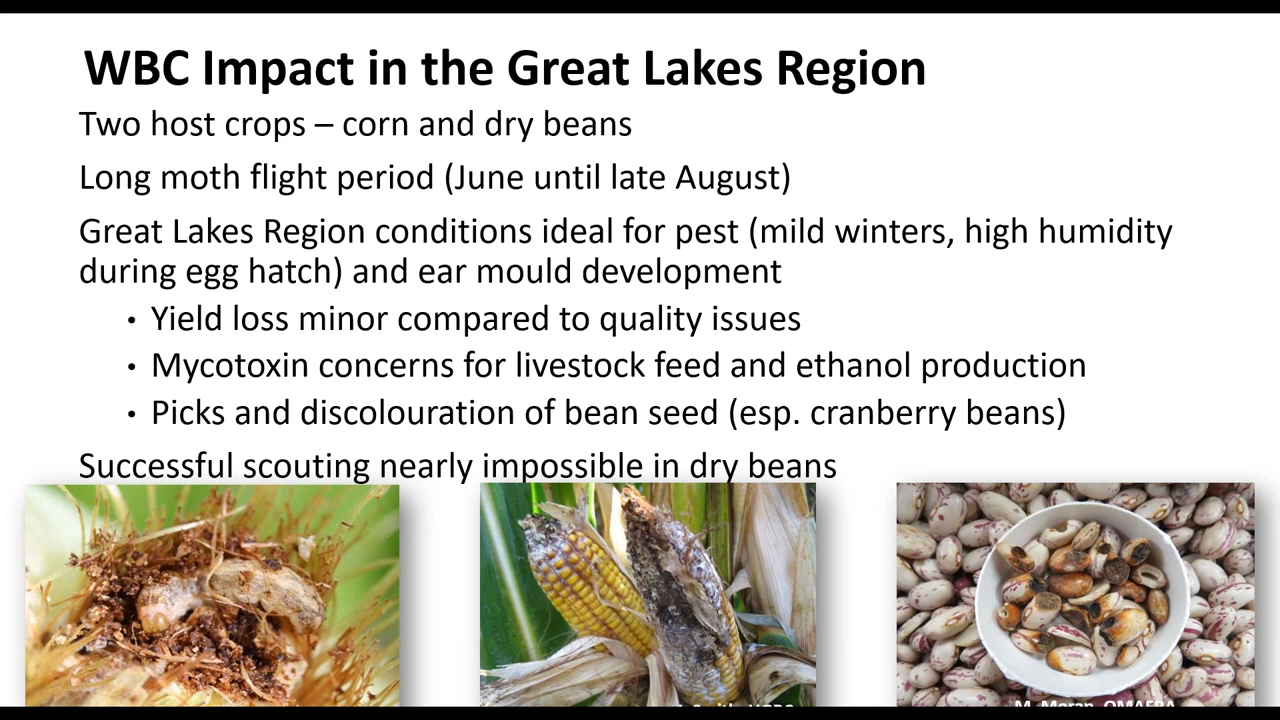 WBC Impact in the Great Lakes Region
Two host crops – corn and dry beans
Long moth flight period (June until late August)
Great Lakes Region conditions ideal for pest (mild winters, high humidity
during egg hatch) and ear mould development
• Yield loss minor compared to quality issues
• Mycotoxin concerns for livestock feed and ethanol production
• Picks and discolouration of bean seed (esp. cranberry beans)
Successful scouting nearly impossible in dry beans
M. Moran, OMAFRA